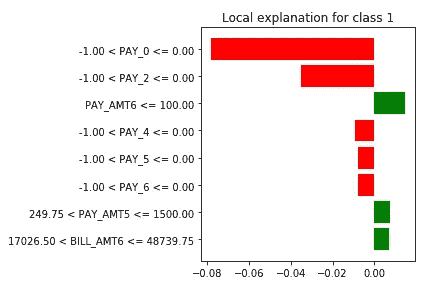 Local explanation for class 1
-1.00 < PAY_0 <= 0.00
-1.00 < PAY_2 <= 0.00
PAY_AMT6 <= 100.00
-1.00 < PAY_4 <= 0.00
-1.00 < PAY_5 <= 0.00
-1.00 < PAY_6 <= 0.00
249.75 < PAY_AMT5 <= 1500.00
17026.50 < BILL_AMT6 <= 48739.75
−0.08 −0.06 −0.04 −0.02 0.00